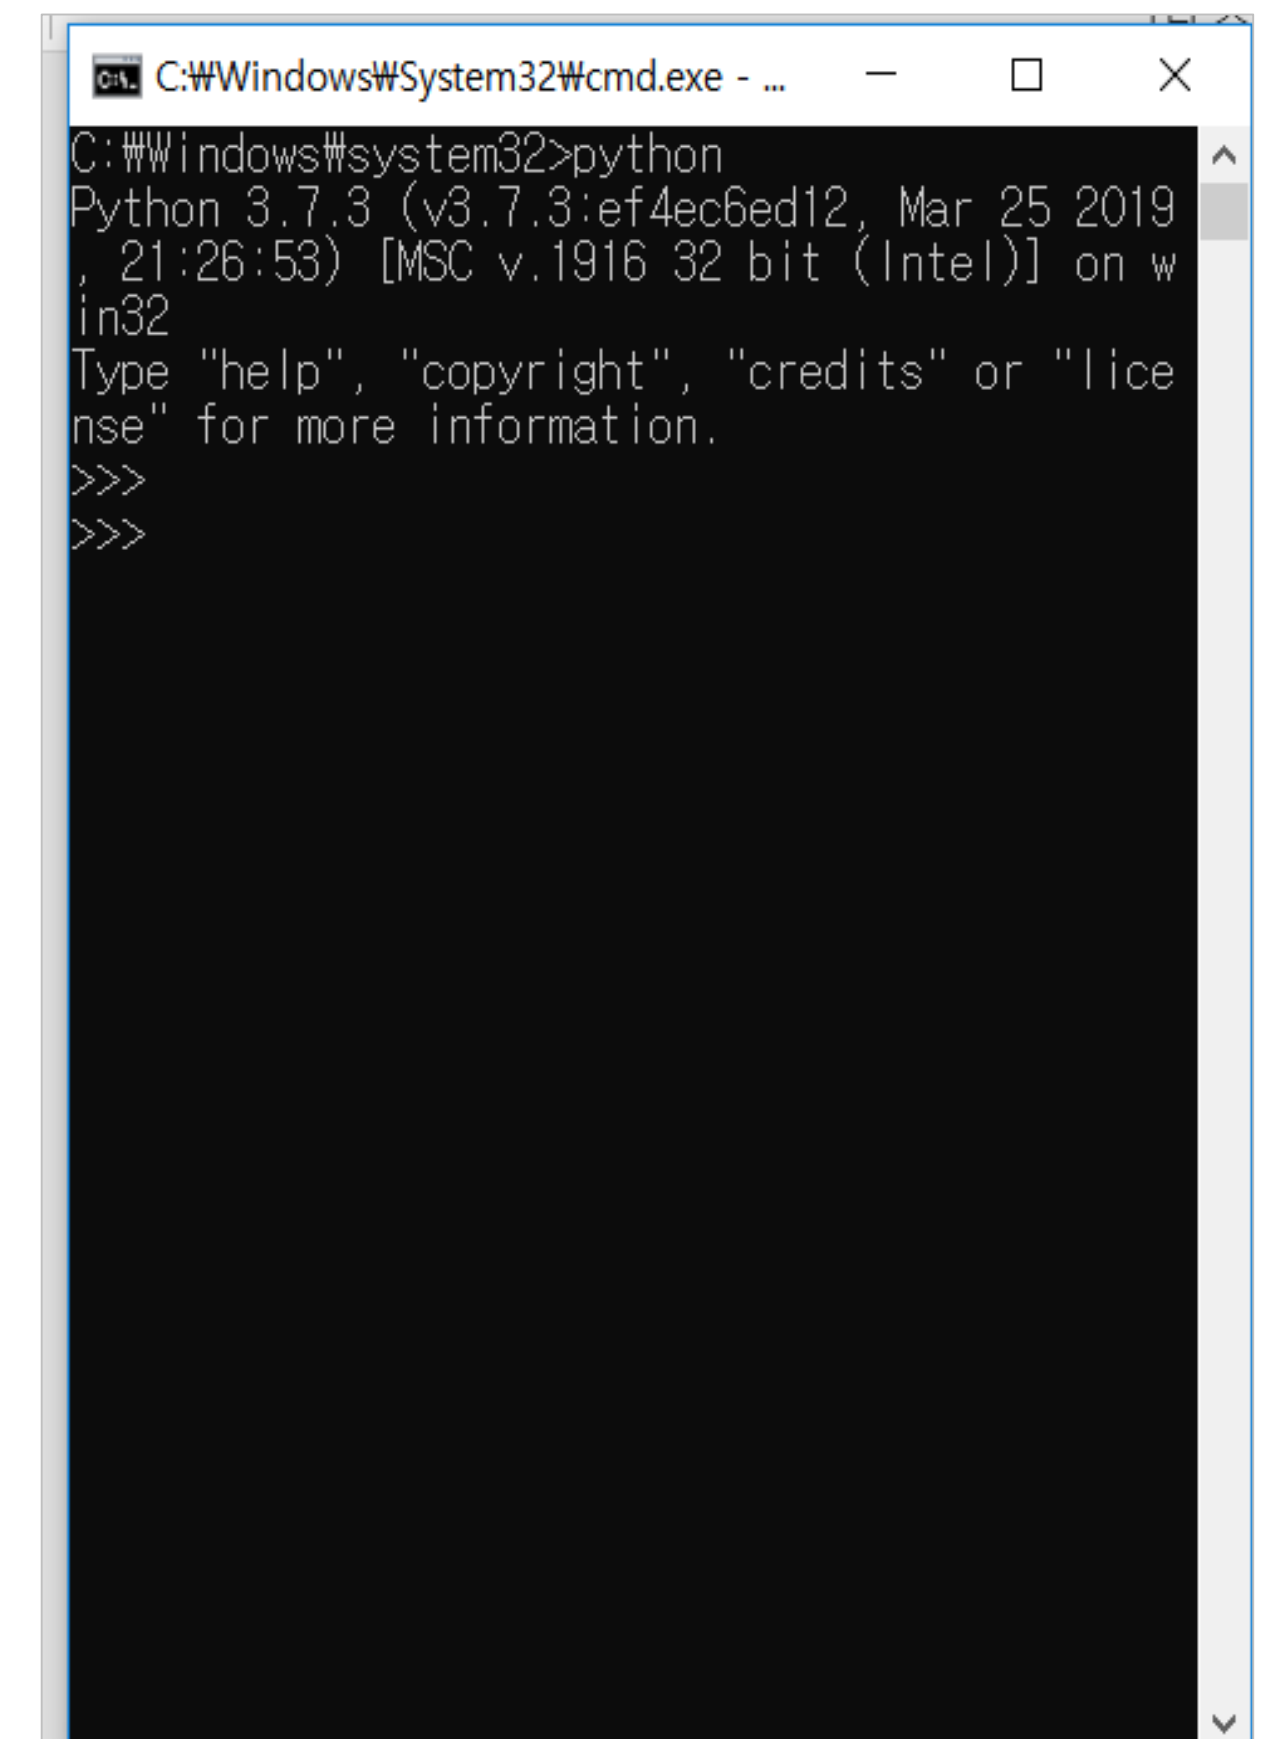 C:₩Windows₩System32₩cmd.exe - ...
C:₩Windows₩system32>python
Python 3.7.3 (v3.7.3:ef4ec6ed12, Mar 25 2019
, 21:26:53) [MSC v.1916 32 bit (Intel)] on w
in32
Type "help", "copyright", "credits" or "lice
nse" for more information.
>>>
>>>